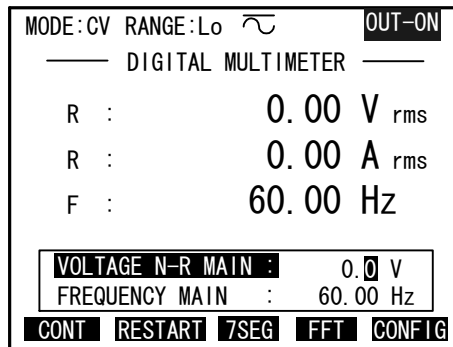 MODE:CV RANGE:Lo OUT-ON
DIGITAL MULTIMETER
R : 0.00 V rms
R : 0.00 A rms
F : 60.00 Hz
VOLTAGE N-R MAIN : 0.0 V
FREQUENCY MAIN : 60.00 Hz
CONT RESTART 7SEG FFT CONFIG